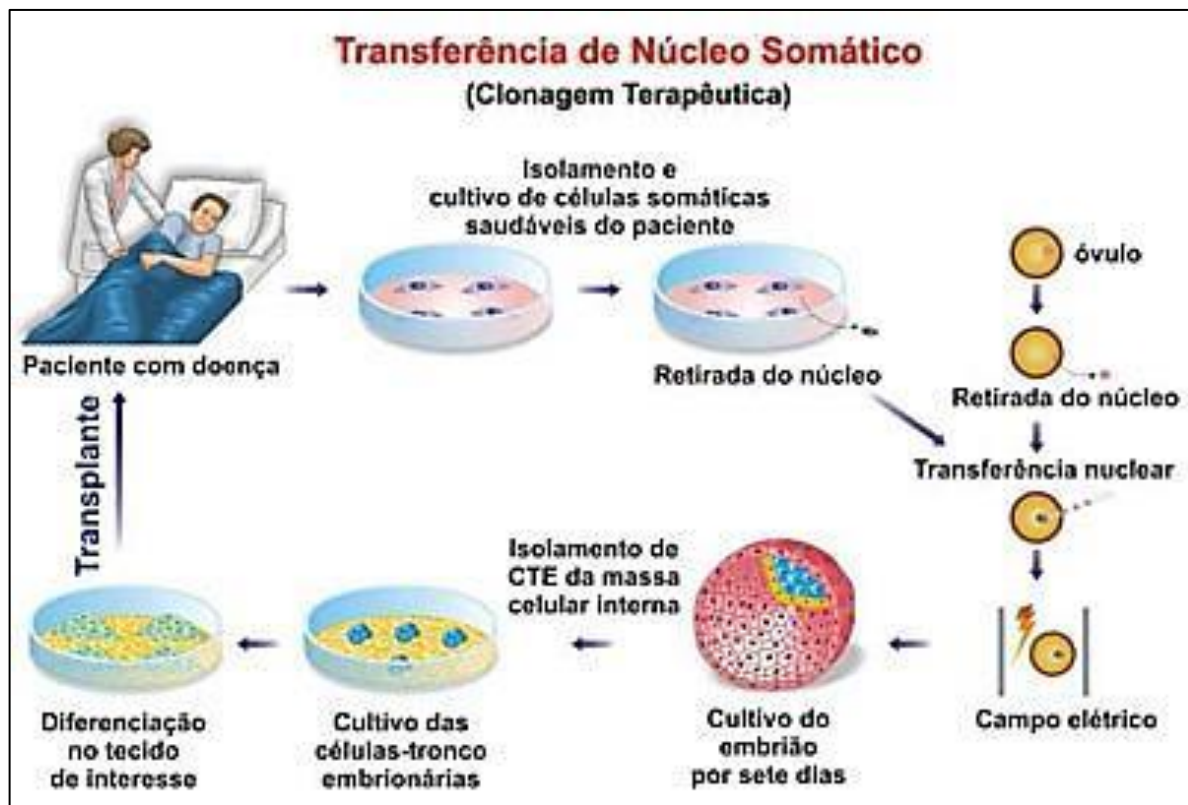 Transferência de Núcleo Somático
(Clonagem Terapêutica)
Isolamento e
cultivo de células somáticas
saudáveis do paciente
óvulo
Paciente com doença
Retirada do núcleo
Retirada do núcleo
Transferência nuclear
Transplante
Isolamento de
CTE da massa
celular interna
Diferenciação
no tecido
de interesse
Cultivo das
células-tronco
embrionárias
Cultivo do
embrião
por sete dias
Campo elétrico